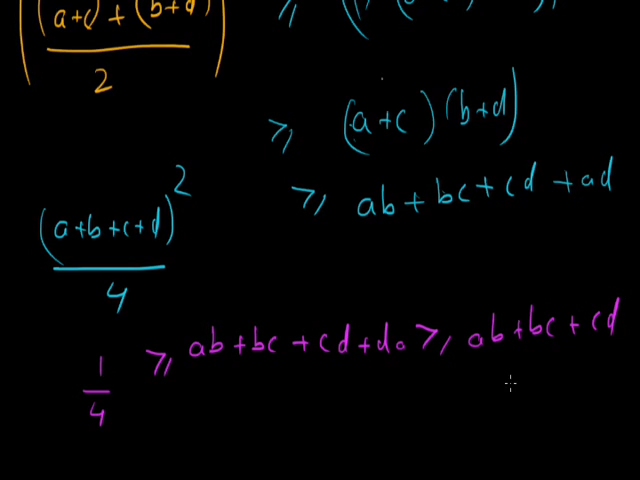 ((a+c) + (b+d) / 2) ≥
≥ (a+c)(b+d)
(a+b+c+d)² / 4 ≥ ab+bc+cd+ad
1/4 ≥ ab+bc+cd+da ≥ ab+bc+cd